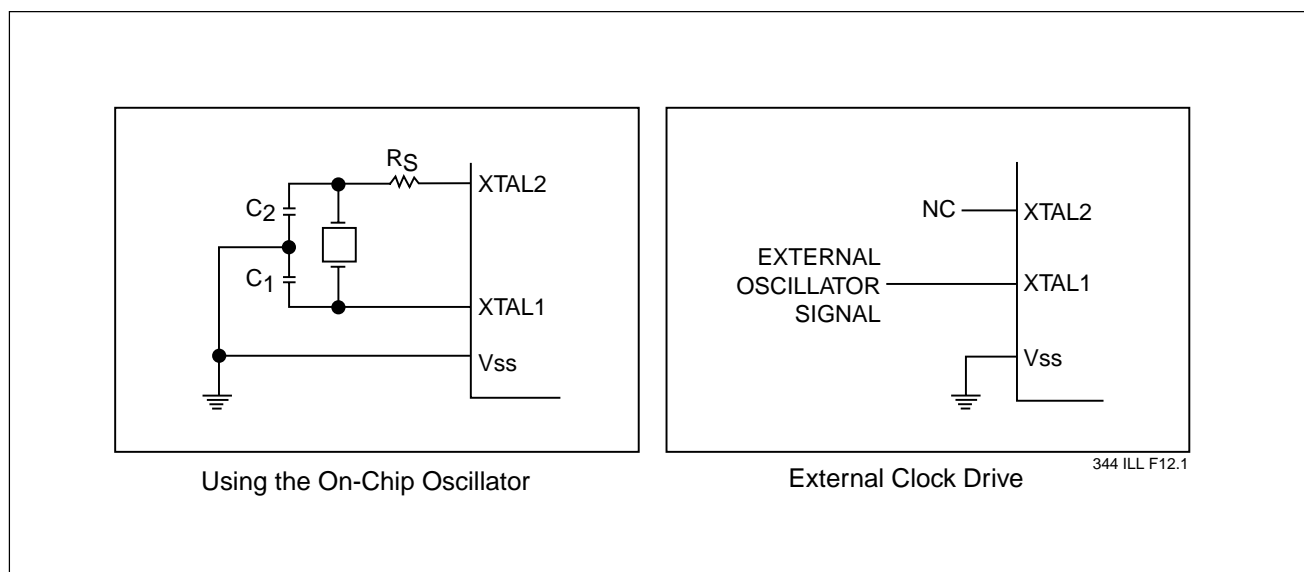 RS
XTAL2
C2
C1
XTAL1
Vss
Using the On-Chip Oscillator
NC
XTAL2
EXTERNAL
OSCILLATOR
SIGNAL
XTAL1
Vss
External Clock Drive
344 ILL F12.1